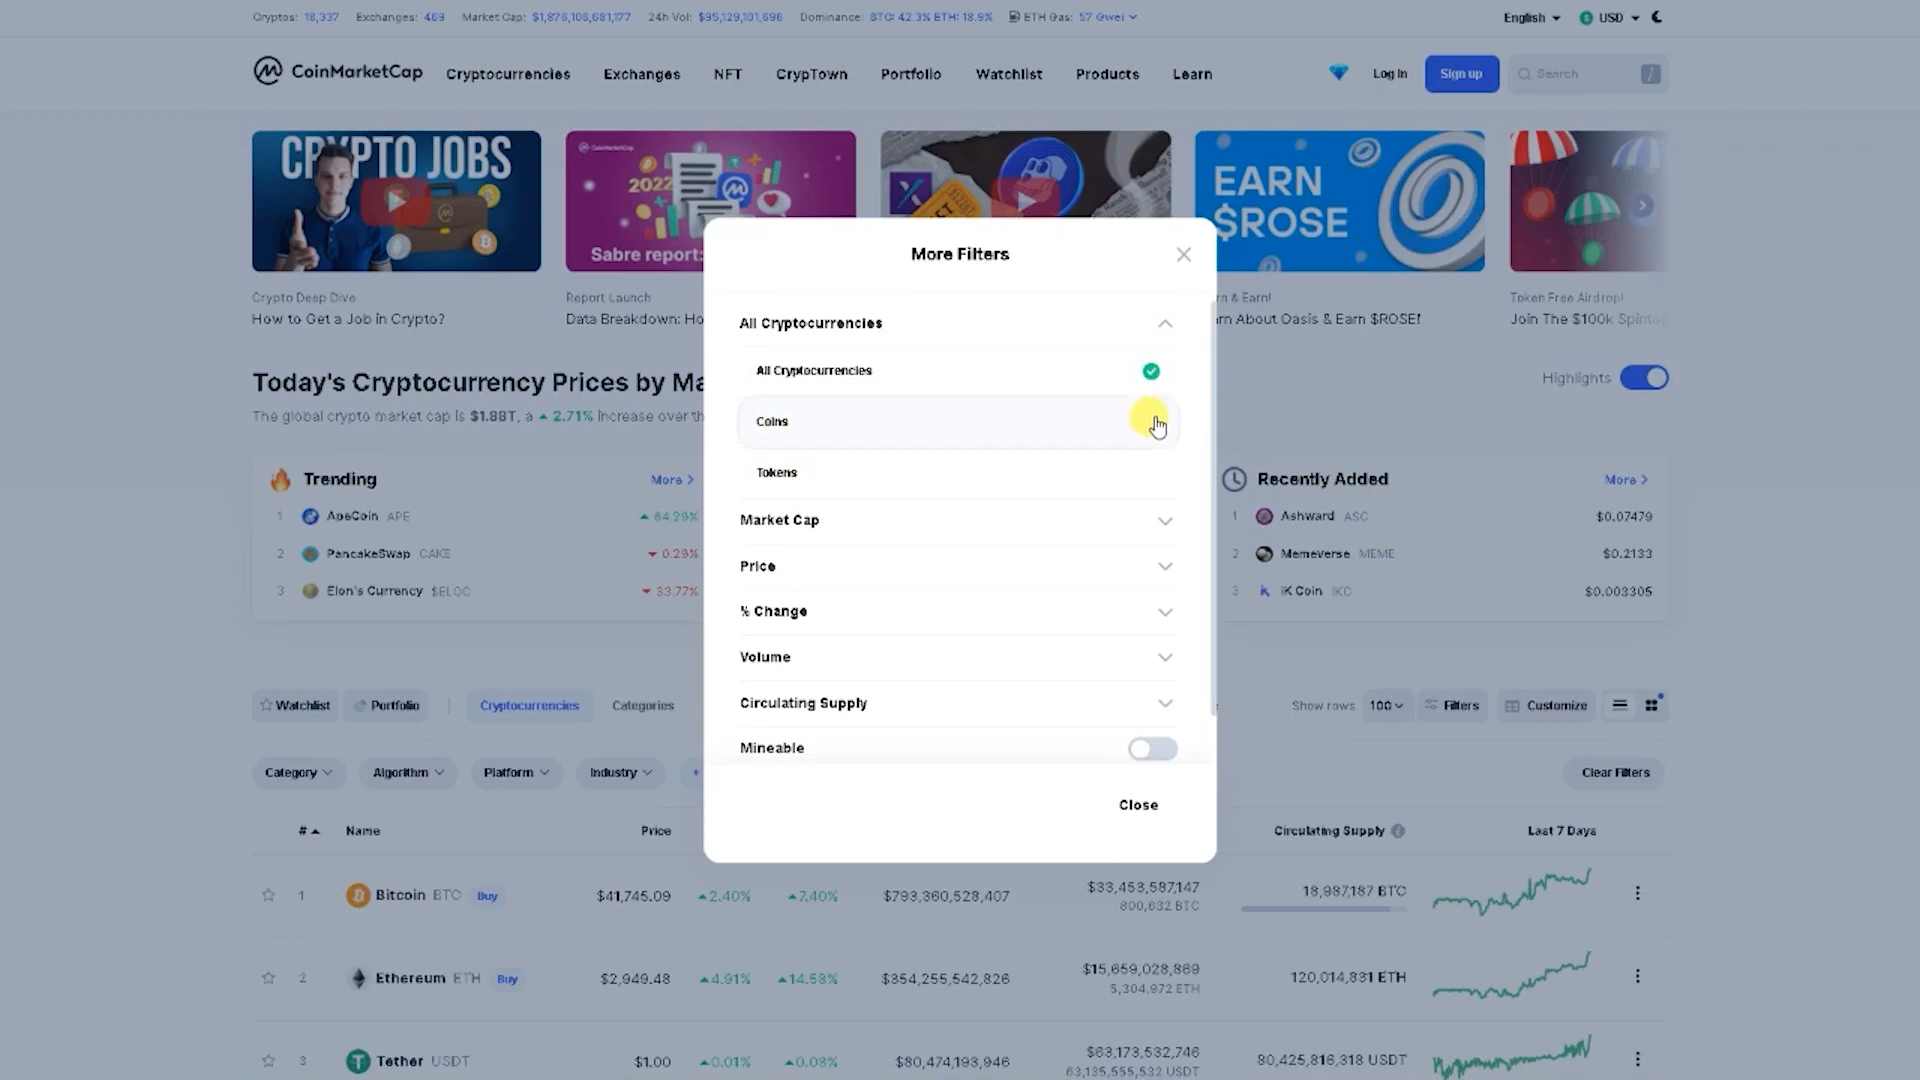 Cryptos: 18,337 Exchanges: 469 Market Cap: $1,876,106,681,177 24h Vol: $95,129,101,696 Dominance: BTC: 42.3% ETH: 18.9% ETH Gas: 57 Gwei
English USD
CoinMarketCap Cryptocurrencies Exchanges NFT CrypTown Portfolio Watchlist Products Learn Log In Sign up Search /
CRYPTO JOBS
CoinMarketCap
2022
Sabre report:
EARN
$ROSE
Crypto Deep Dive
How to Get a Job in Crypto?
Report Launch
Data Breakdown: Ho
rn & Earn!
rn About Oasis & Earn $ROSE!
Token Free Airdrop!
Join The $100k Spinto
More Filters
All Cryptocurrencies
All Cryptocurrencies
Coins
Tokens
Market Cap
Price
% Change
Volume
Circulating Supply
Mineable
Close
Today's Cryptocurrency Prices by Ma
The global crypto market cap is $1.88T, a 2.71% increase over th
Highlights
Trending More
1 ApeCoin APE 64.29%
2 PancakeSwap CAKE 0.29%
3 Elon's Currency $ELOC 33.77%
Recently Added More
1 Ashward ASC $0.07479
2 Memeverse MEME $0.2133
3 iK Coin IKC $0.003305
Watchlist Portfolio Cryptocurrencies Categories Show rows 100 Filters Customize
Category Algorithm Platform Industry Clear Filters
# Name Price Circulating Supply Last 7 Days
1 Bitcoin BTC Buy $41,745.09 2.40% 7.40% $793,360,528,407 $33,453,587,147 18,987,187 BTC
800,632 BTC
2 Ethereum ETH Buy $2,949.48 4.91% 14.58% $354,255,542,826 $15,659,028,869 120,014,831 ETH
5,304,972 ETH
3 Tether USDT $1.00 0.01% 0.08% $80,474,193,946 $63,173,532,746 80,425,816,318 USDT
63,135,555,532 USDT